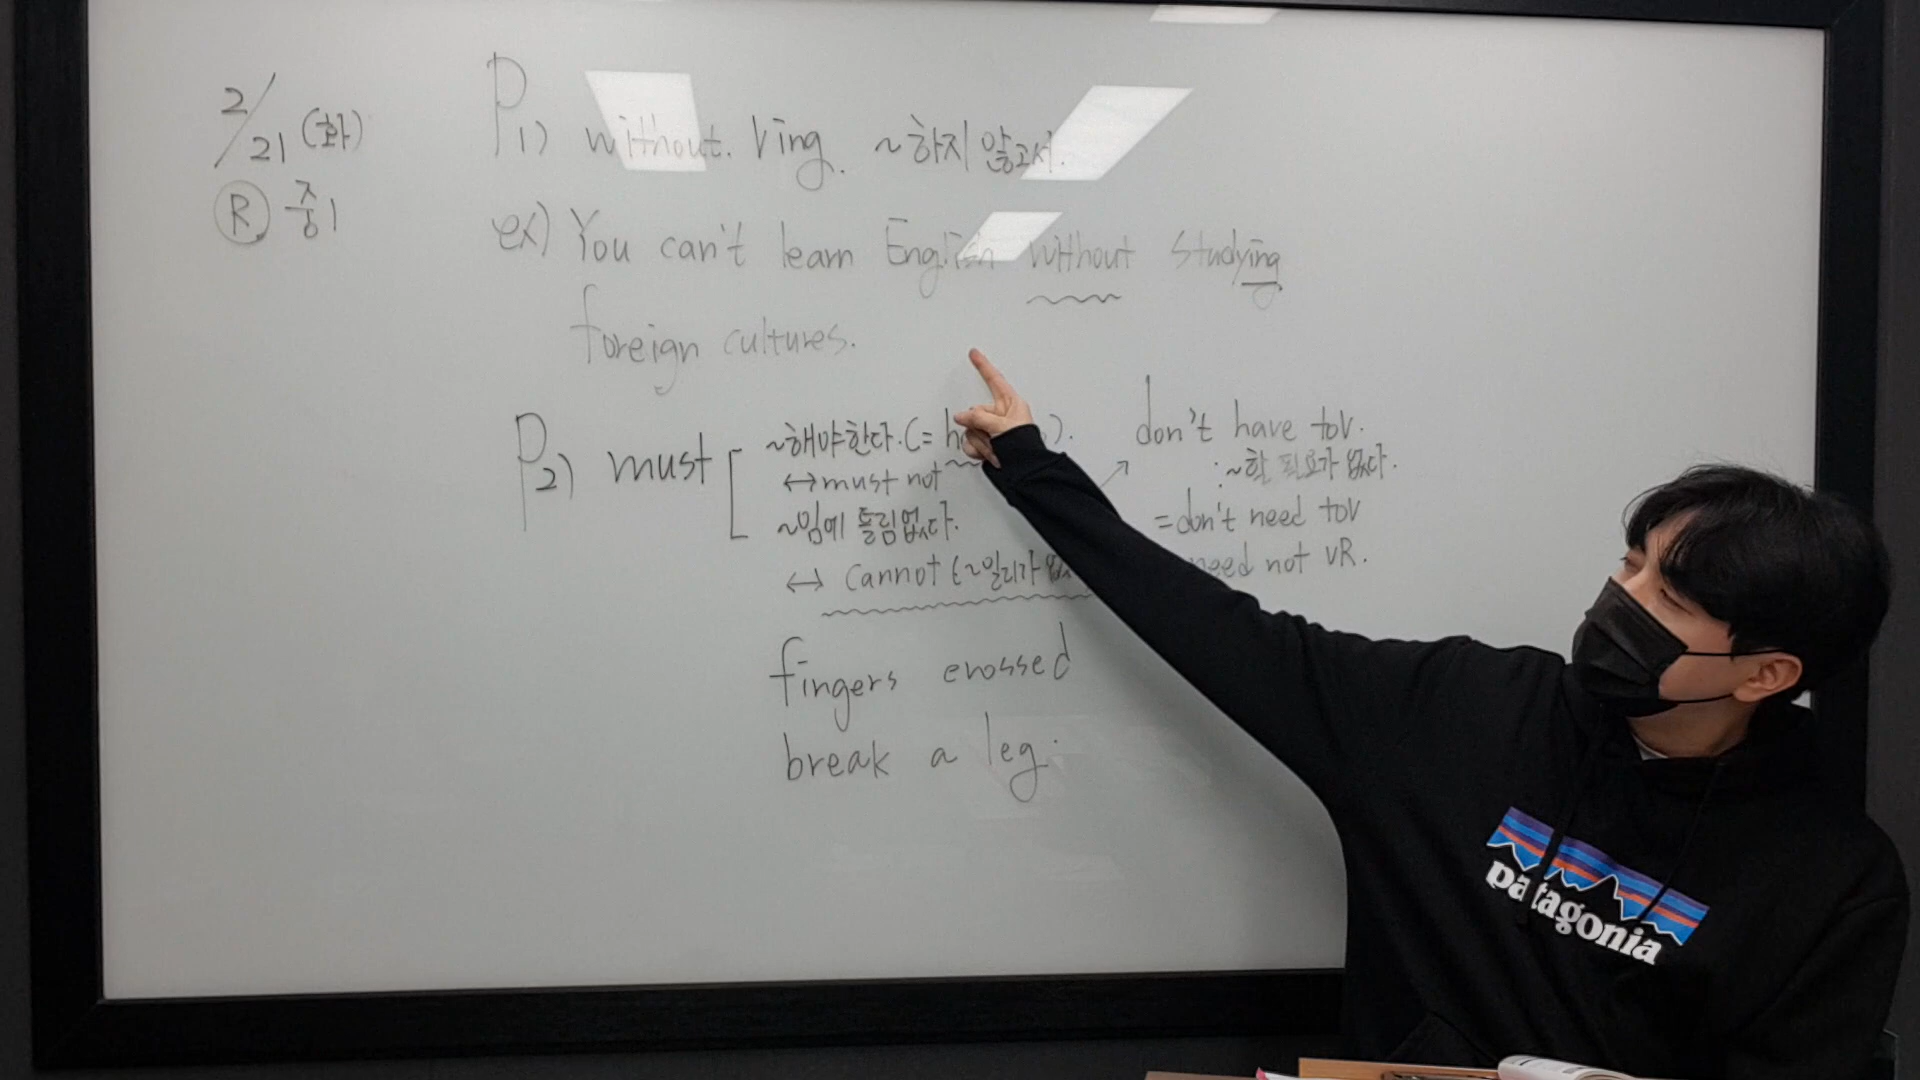 2/21 (화)
Ⓡ 중1
P1) without. Ving. ~하지 않고서.
ex) You can't learn English without studying
foreign cultures.
P2) must [ ~해야한다. (=
↔ must not
~임에 틀림없다.
↔ cannot (~일리가
don't have toV.
: ~할 필요가 없다.
= don't need toV
need not VR.
fingers crossed
break a leg.
patagonia